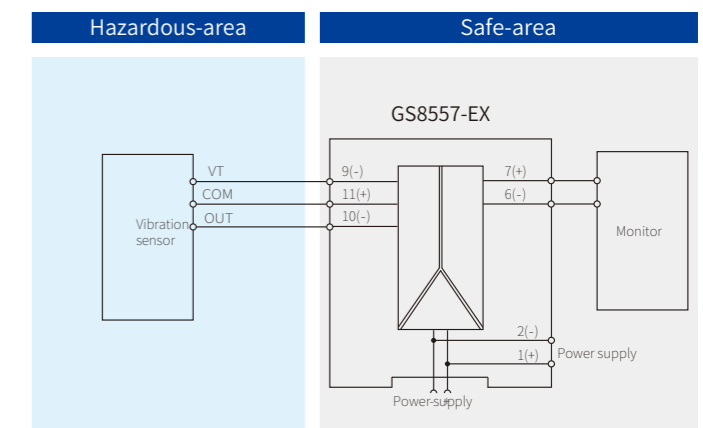 Hazardous-area
Safe-area
GS8557-EX
VT
9(-)
7(+)
COM
11(+)
6(-)
OUT
10(-)
Vibration
sensor
Monitor
2(-)
1(+)
Power supply
Power-supply
- +